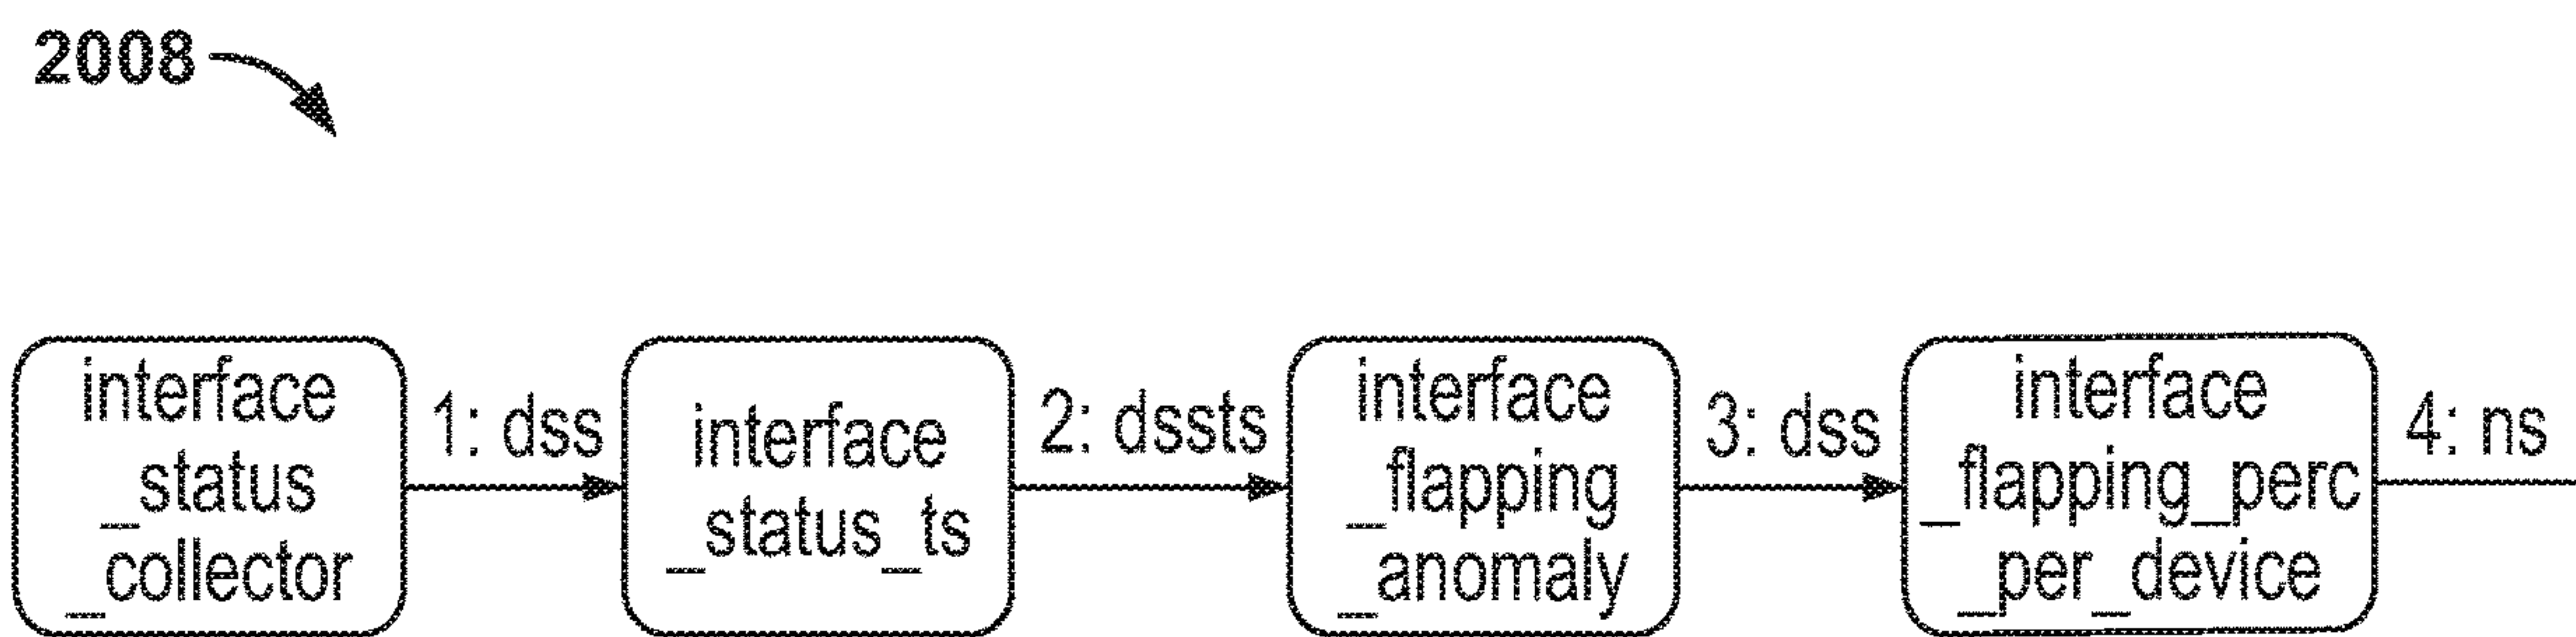 2008
interface
_status
_collector
1: dss
interface
_status_ts
2: dssts
interface
_flapping
_anomaly
3: dss
interface
_flapping_perc
_per_device
4: ns